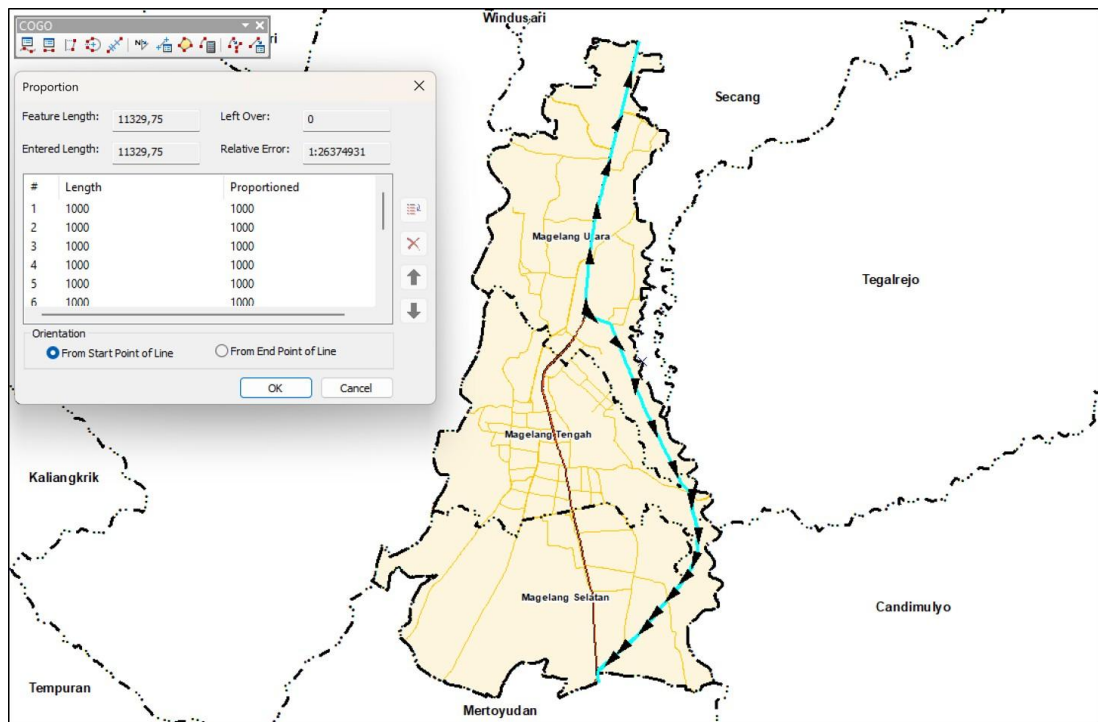 COGO
Windusari
ri
Proportion
Feature Length: 11329,75 Left Over: 0
Entered Length: 11329,75 Relative Error: 1:26374931
# Length Proportioned
1 1000 1000
2 1000 1000
3 1000 1000
4 1000 1000
5 1000 1000
6 1000 1000
Orientation
From Start Point of Line From End Point of Line
OK Cancel
Secang
Magelang Utara
Tegalrejo
Magelang Tengah
Kaliangkrik
Magelang Selatan
Candimulyo
Tempuran
Mertoyudan